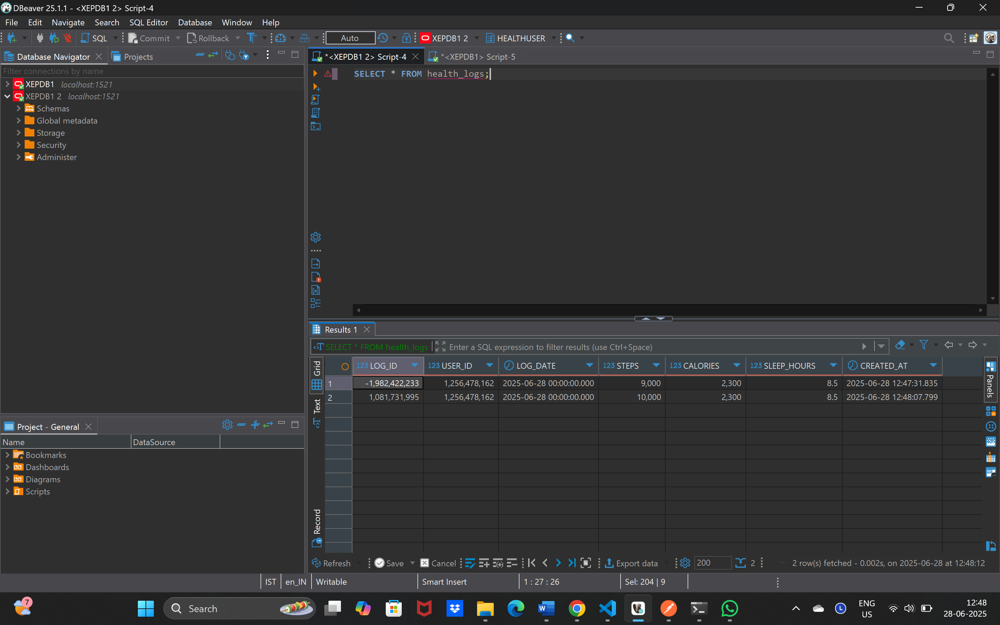 DBeaver 25.1.1 - <XEPDB1 2> Script-4
File Edit Navigate Search SQL Editor Database Window Help
SQL Commit Rollback Auto XEPDB1 2 HEALTHUSER
Database Navigator Projects
*<XEPDB1 2> Script-4 *<XEPDB1> Script-5
Filter connections by name
XEPDB1 localhost:1521
XEPDB1 2 localhost:1521
Schemas
Global metadata
Storage
Security
Administer
SELECT * FROM health_logs;
Results 1
SELECT * FROM health_logs Enter a SQL expression to filter results (use Ctrl+Space)
Grid
Text
Record
Panels
123 LOG_ID 123 USER_ID LOG_DATE 123 STEPS 123 CALORIES 123 SLEEP_HOURS CREATED_AT
1 -1,982,422,233 1,256,478,162 2025-06-28 00:00:00.000 9,000 2,300 8.5 2025-06-28 12:47:31.835
2 1,081,731,995 1,256,478,162 2025-06-28 00:00:00.000 10,000 2,300 8.5 2025-06-28 12:48:07.799
Project - General
Name DataSource
Bookmarks
Dashboards
Diagrams
Scripts
Refresh Save Cancel Export data 200 2 ... 2 row(s) fetched - 0.002s, on 2025-06-28 at 12:48:12
IST en_IN Writable Smart Insert 1 : 27 : 26 Sel: 204 | 9
7
Search
W
L
ENG
US
12:48
28-06-2025